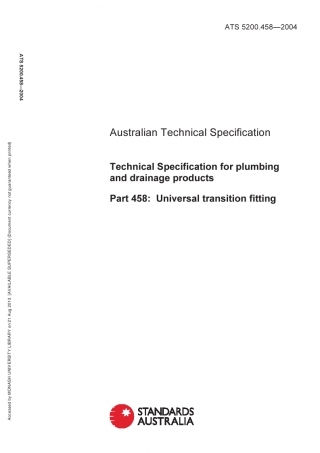 ATS 5200.458—2004
ATS 5200.458—2004
Accessed by MONASH UNIVERSITY LIBRARY on 21 Aug 2013 [AVAILABLE SUPERSEDED] (Document currency not guaranteed when printed)
Australian Technical Specification
Technical Specification for plumbing
and drainage products
Part 458: Universal transition fitting
STANDARDS
AUSTRALIA